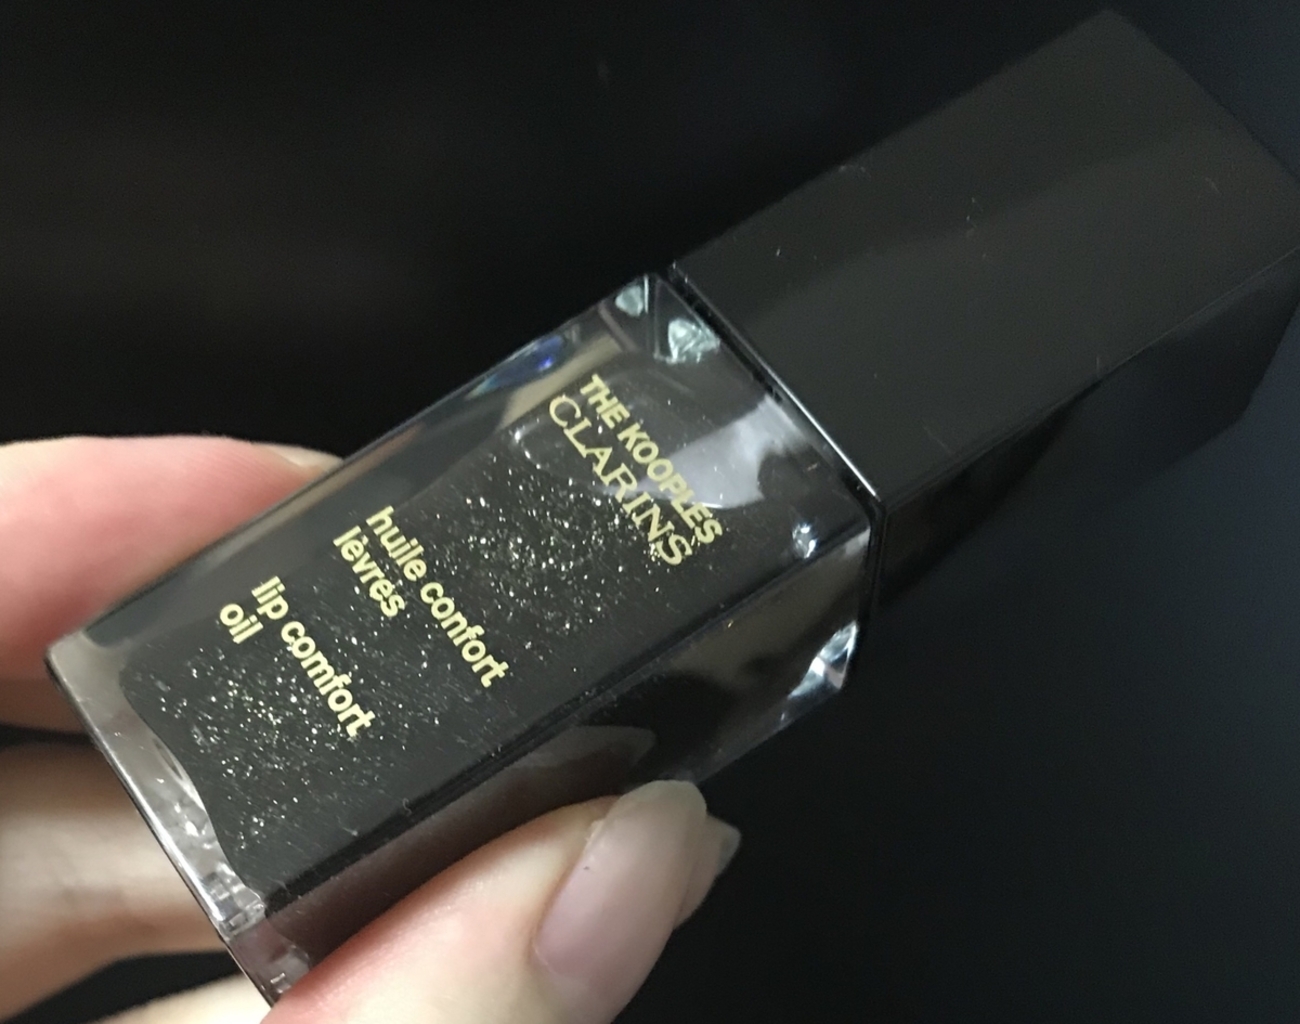 THE KOOPLES
CLARINS
huile confort
lèvres
lip comfort
oil